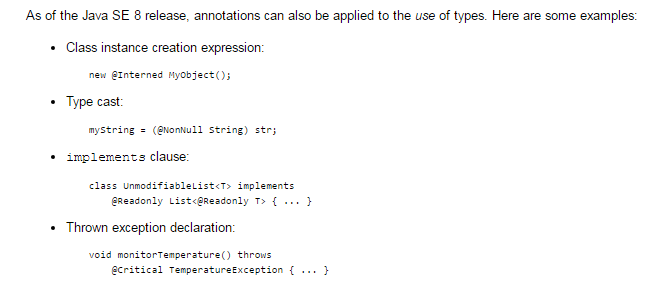 As of the Java SE 8 release, annotations can also be applied to the use of types. Here are some examples:
• Class instance creation expression:
new @Interned MyObject();
• Type cast:
myString = (@NonNull String) str;
• implements clause:
class UnmodifiableList<T> implements
@Readonly List<@Readonly T> { ... }
• Thrown exception declaration:
void monitorTemperature() throws
@Critical TemperatureException { ... }